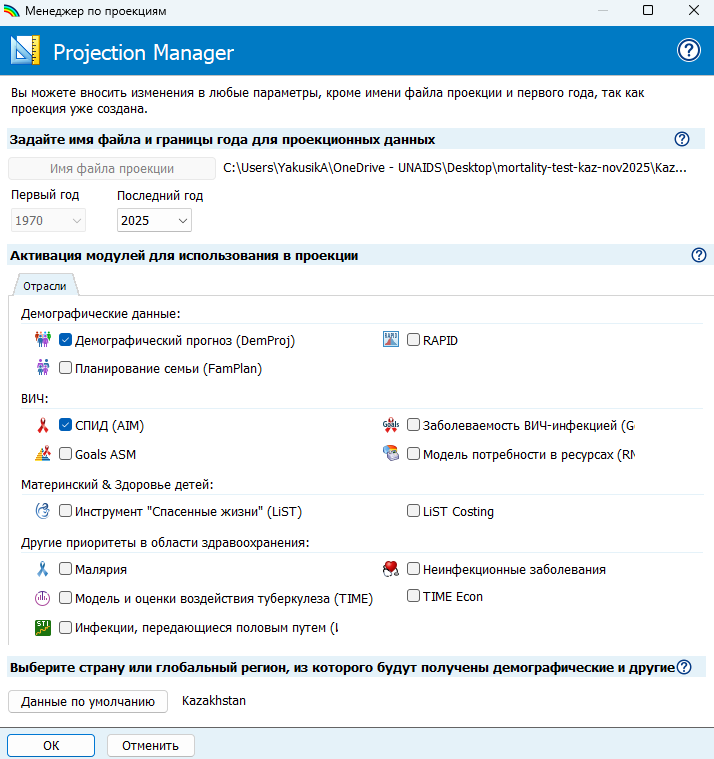 Менеджер по проекциям
Projection Manager
Вы можете вносить изменения в любые параметры, кроме имени файла проекции и первого года, так как
проекция уже создана.
Задайте имя файла и границы года для проекционных данных
Имя файла проекции C:\Users\YakusikA\OneDrive - UNAIDS\Desktop\mortality-test-kaz-nov2025\Kaz...
Первый год Последний год
1970 2025
Активация модулей для использования в проекции
Отрасли
Демографические данные:
Демографический прогноз (DemProj) RAPID
Планирование семьи (FamPlan)
ВИЧ:
СПИД (AIM) Goals Заболеваемость ВИЧ-инфекцией (G
Goals ASM Модель потребности в ресурсах (RN
Материнский & Здоровье детей:
Инструмент "Спасенные жизни" (LiST) LiST Costing
Другие приоритеты в области здравоохранения:
Малярия Неинфекционные заболевания
Модель и оценки воздействия туберкулеза (TIME) TIME Econ
STI Инфекции, передающиеся половым путем (
Выберите страну или глобальный регион, из которого будут получены демографические и другие
Данные по умолчанию Kazakhstan
OK Отменить